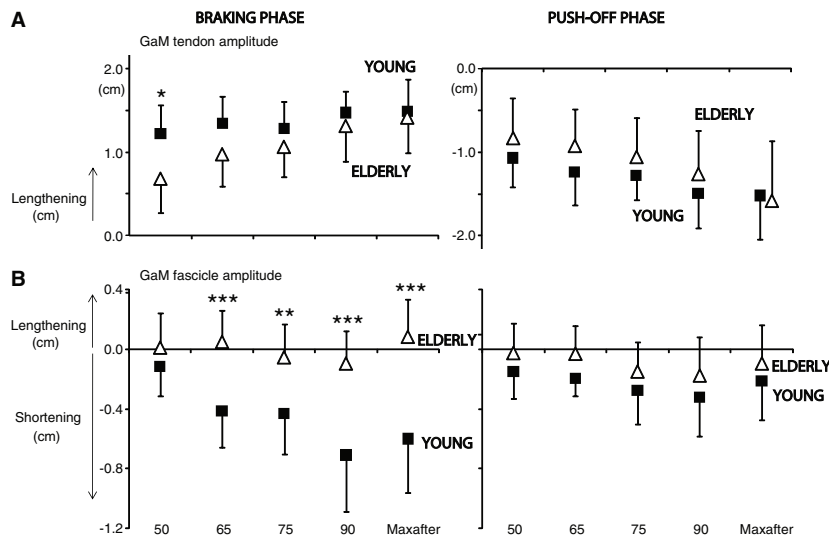 BRAKING PHASE
PUSH-OFF PHASE
A
GaM tendon amplitude
2.0
(cm)
1.0
0.0
*
YOUNG
ELDERLY
Lengthening
(cm)
0.0
(cm)
-1.0
-2.0
ELDERLY
YOUNG
B
GaM fascicle amplitude
0.4
0.0
-0.4
-0.8
-1.2
Lengthening
(cm)
Shortening
(cm)
***
**
***
***
ELDERLY
YOUNG
ELDERLY
YOUNG
50 65 75 90 Maxafter
50 65 75 90 Maxafter